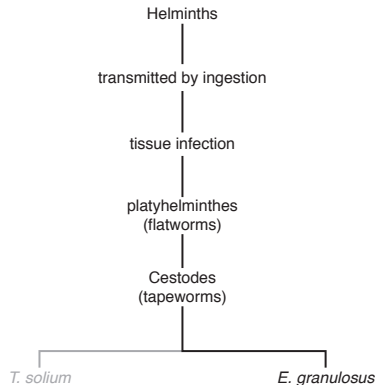 Helminths
transmitted by ingestion
tissue infection
platyhelminthes
(flatworms)
Cestodes
(tapeworms)
T. solium
E. granulosus